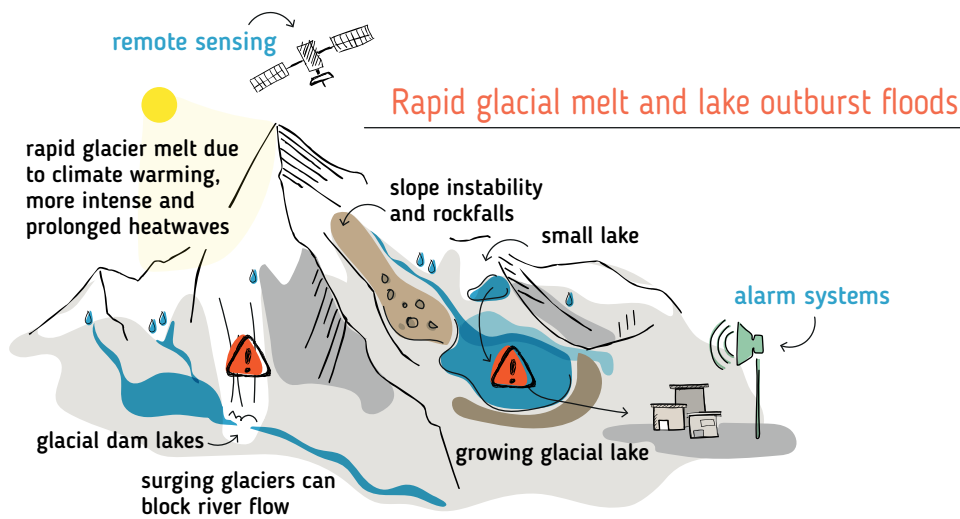 remote sensing
Rapid glacial melt and lake outburst floods
rapid glacier melt due
to climate warming,
more intense and
prolonged heatwaves
slope instability
and rockfalls
small lake
alarm systems
glacial dam lakes
growing glacial lake
surging glaciers can
block river flow